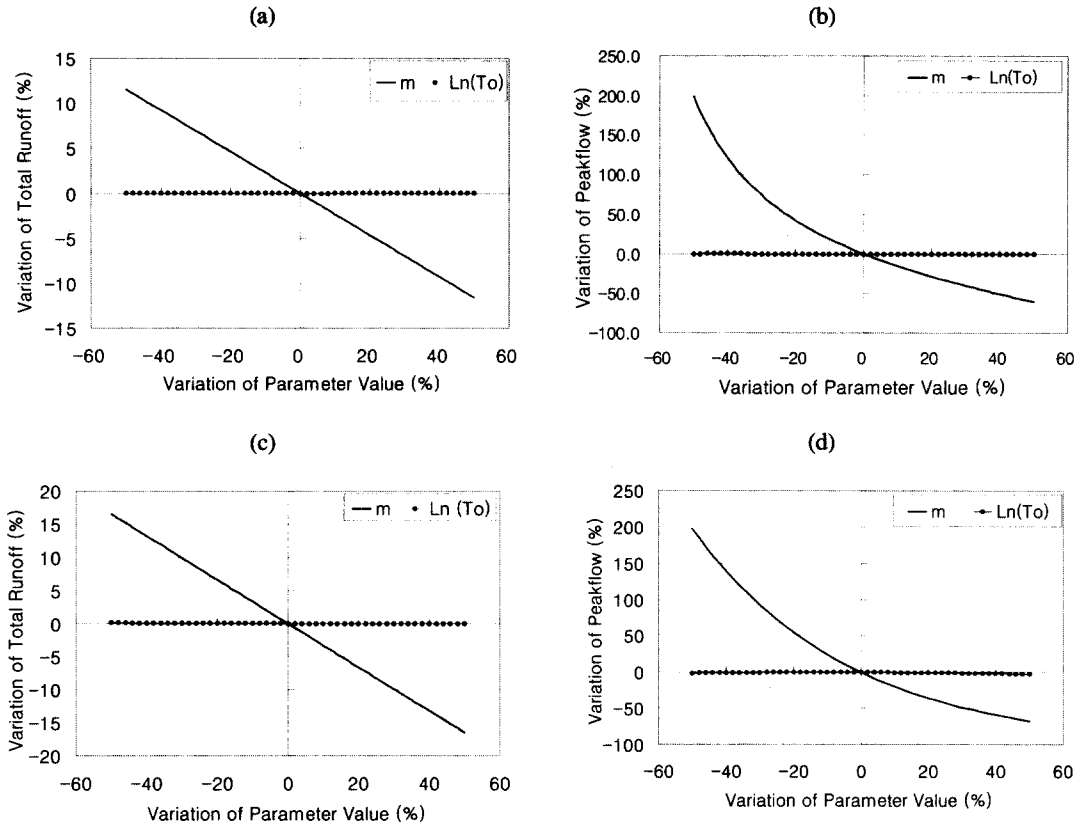 (a)
Variation of Total Runoff (%)
15
10
5
0
−5
−10
−15
m Ln(To)
−60 −40 −20 0 20 40 60
Variation of Parameter Value (%)
(b)
Variation of Peakflow (%)
250.0
200.0
150.0
100.0
50.0
0.0
−50.0
−100.0
m Ln(To)
−60 −40 −20 0 20 40 60
Variation of Parameter Value (%)
(c)
Variation of Total Runoff (%)
20
15
10
5
0
−5
−10
−15
−20
m Ln (To)
−60 −40 −20 0 20 40 60
Variation of Parameter Value (%)
(d)
Variation of Peakflow (%)
250
200
150
100
50
0
−50
−100
m Ln(To)
−60 −40 −20 0 20 40 60
Variation of Parameter Value (%)